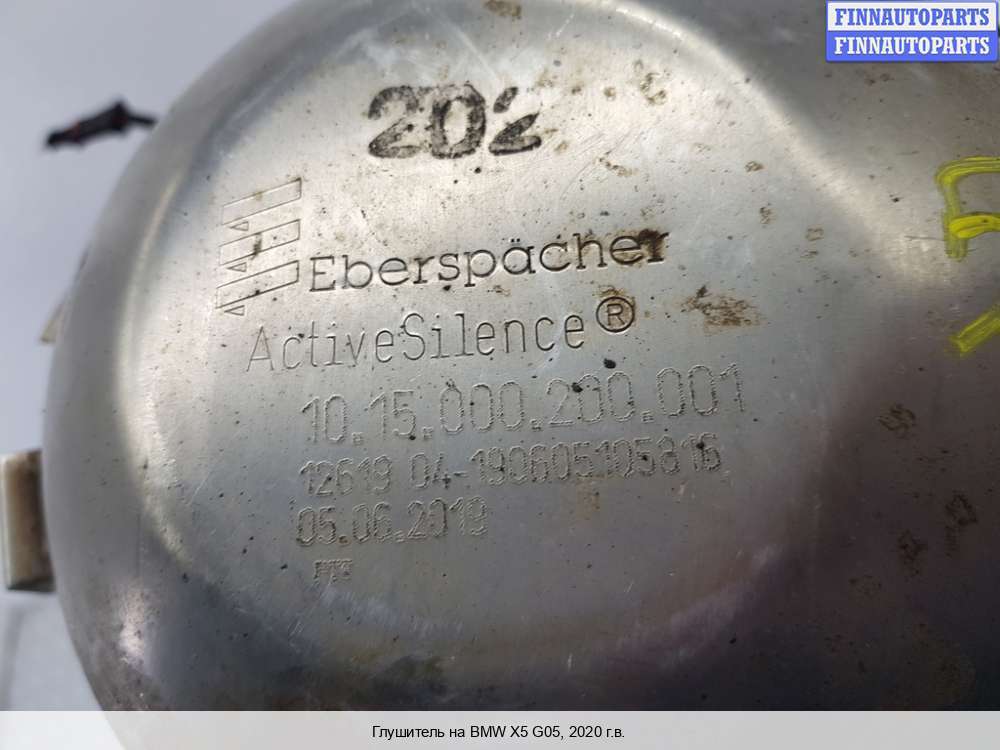 FINNAUTOPARTS
FINNAUTOPARTS
202
Eberspächer
ActiveSilence®
10.15.000.200.001
12619 04-190605105816
05.06.2019
Глушитель на BMW X5 G05, 2020 г.в.